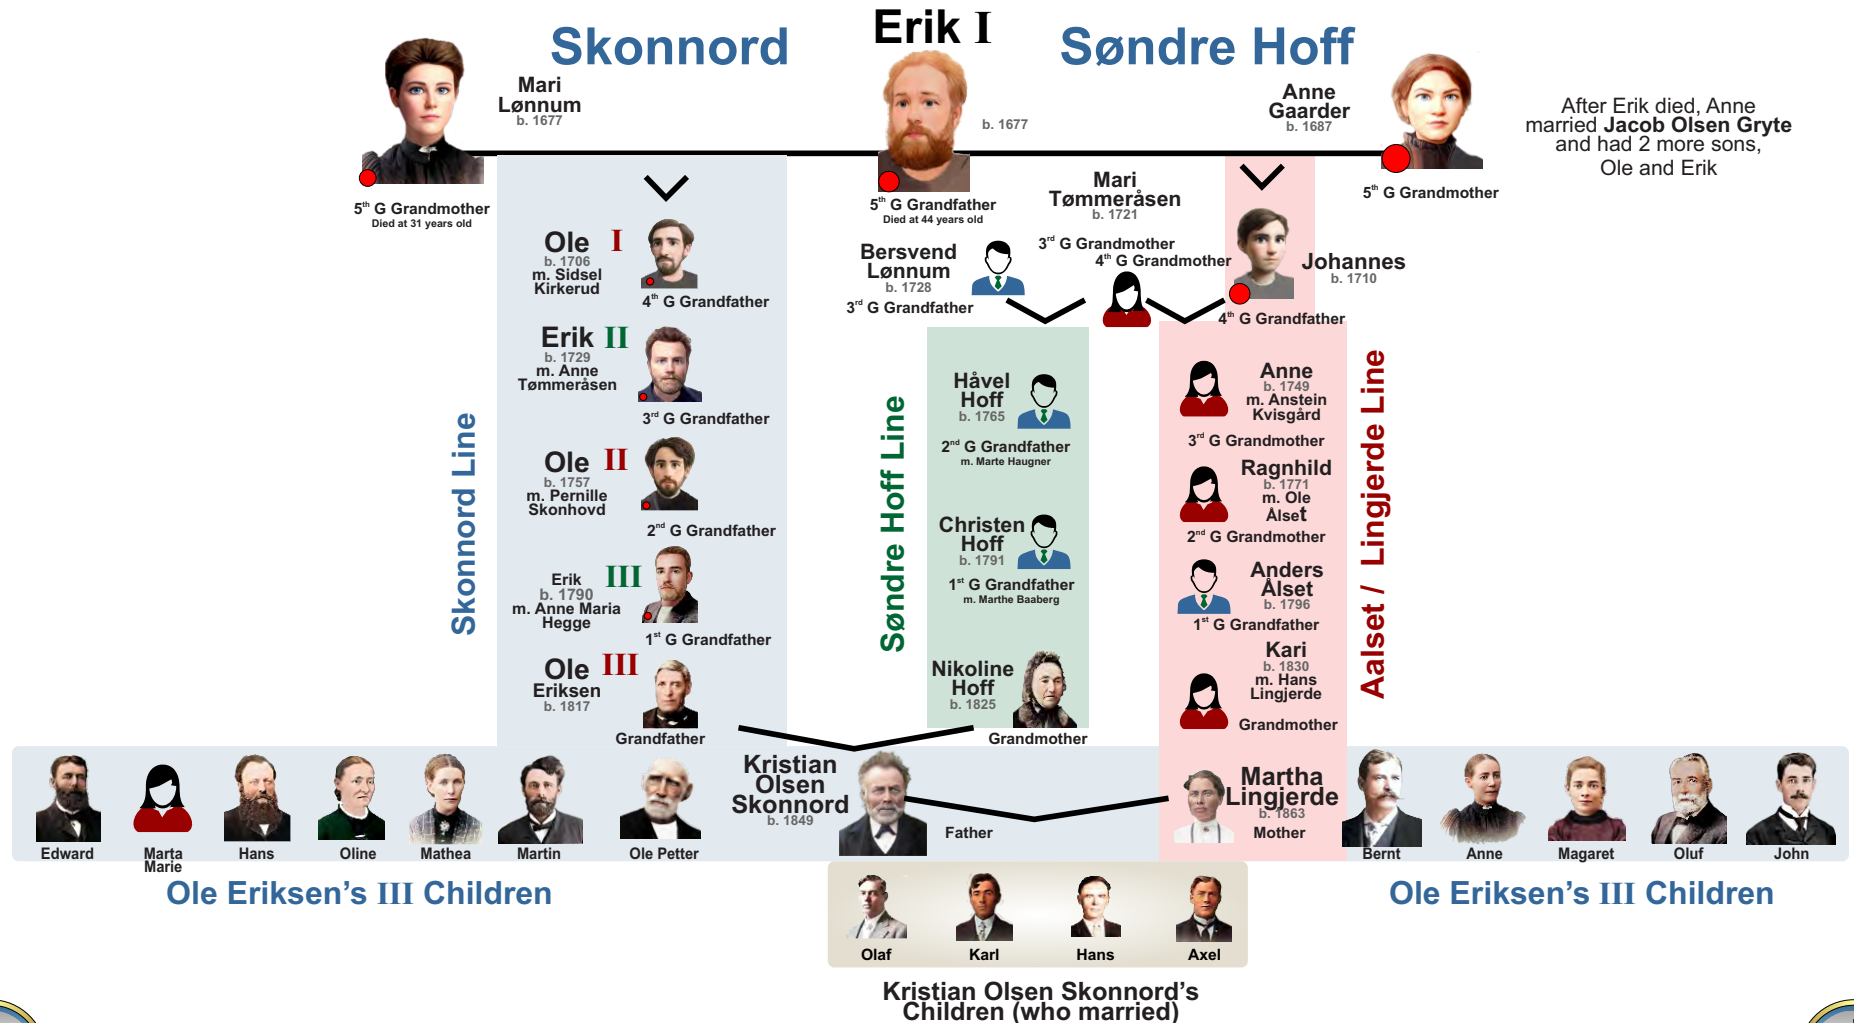 Erik I
Skonnord
Søndre Hoff
Mari
Lønnum
b. 1677
b. 1677
Anne
Gaarder
b. 1687
After Erik died, Anne
married Jacob Olsen Gryte
and had 2 more sons,
Ole and Erik
5th G Grandmother
Died at 31 years old
5th G Grandfather
Died at 44 years old
5th G Grandmother
Mari
Tømmeråsen
b. 1721
3rd G Grandmother
4th G Grandmother
Bersvend
Lønnum
b. 1728
3rd G Grandfather
Johannes
b. 1710
4th G Grandfather
Skonnord Line
Ole I
b. 1706
m. Sidsel
Kirkerud
4th G Grandfather
Erik II
b. 1729
m. Anne
Tømmeråsen
3rd G Grandfather
Ole II
b. 1757
m. Pernille
Skonhovd
2nd G Grandfather
Erik III
b. 1790
m. Anne Maria
Hegge
1st G Grandfather
Ole III
Eriksen
b. 1817
Grandfather
Søndre Hoff Line
Håvel
Hoff
b. 1765
2nd G Grandfather
m. Marte Haugner
Christen
Hoff
b. 1791
1st G Grandfather
m. Marthe Baaberg
Nikoline
Hoff
b. 1825
Grandmother
Aalset / Lingjerde Line
Anne
b. 1749
m. Anstein
Kvisgård
3rd G Grandmother
Ragnhild
b. 1771
m. Ole
Ålset
2nd G Grandmother
Anders
Ålset
b. 1796
1st G Grandfather
Kari
b. 1830
m. Hans
Lingjerde
Grandmother
Kristian
Olsen
Skonnord
b. 1849
Father
Martha
Lingjerde
b. 1863
Mother
Edward
Marta
Marie
Hans
Oline
Mathea
Martin
Ole Petter
Bernt
Anne
Magaret
Oluf
John
Ole Eriksen's III Children
Ole Eriksen's III Children
Olaf
Karl
Hans
Axel
Kristian Olsen Skonnord's
Children (who married)